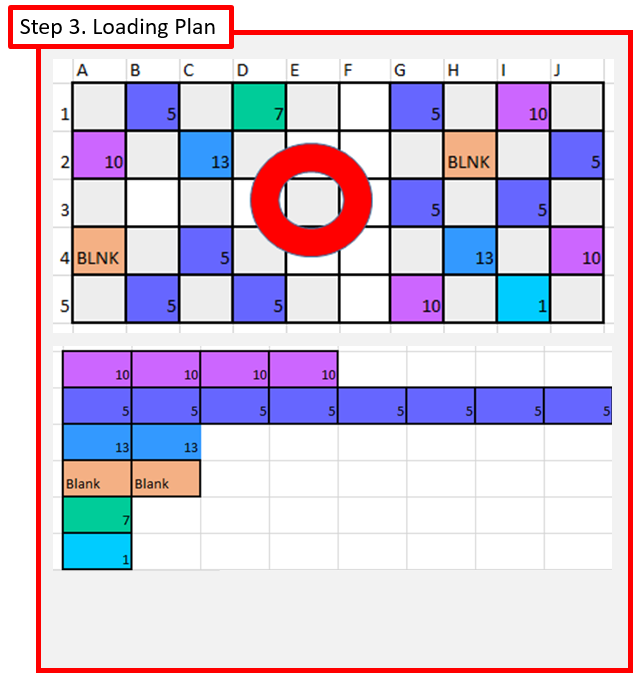 Step 3. Loading Plan
A B C D E F G H I J
1 5 7 5 10
2 10 13 BLNK 5
3 5 5
4 BLNK 5 13 10
5 5 5 10 1
10 10 10 10
5 5 5 5 5 5 5 5
13 13
Blank Blank
7
1